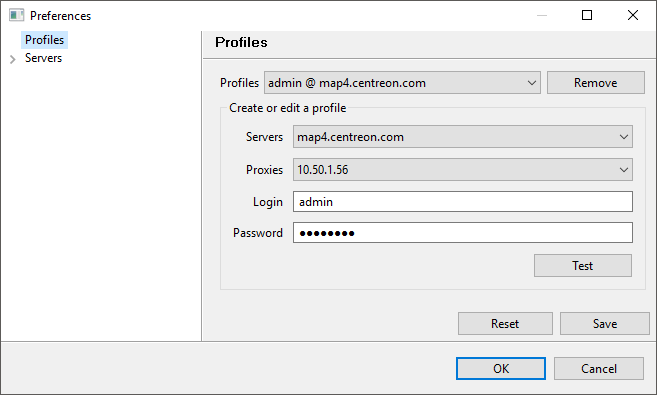 Preferences
Profiles
Servers
Profiles
Profiles admin @ map4.centreon.com Remove
Create or edit a profile
Servers map4.centreon.com
Proxies 10.50.1.56
Login admin
Password ●●●●●●●●
Test
Reset Save
OK Cancel